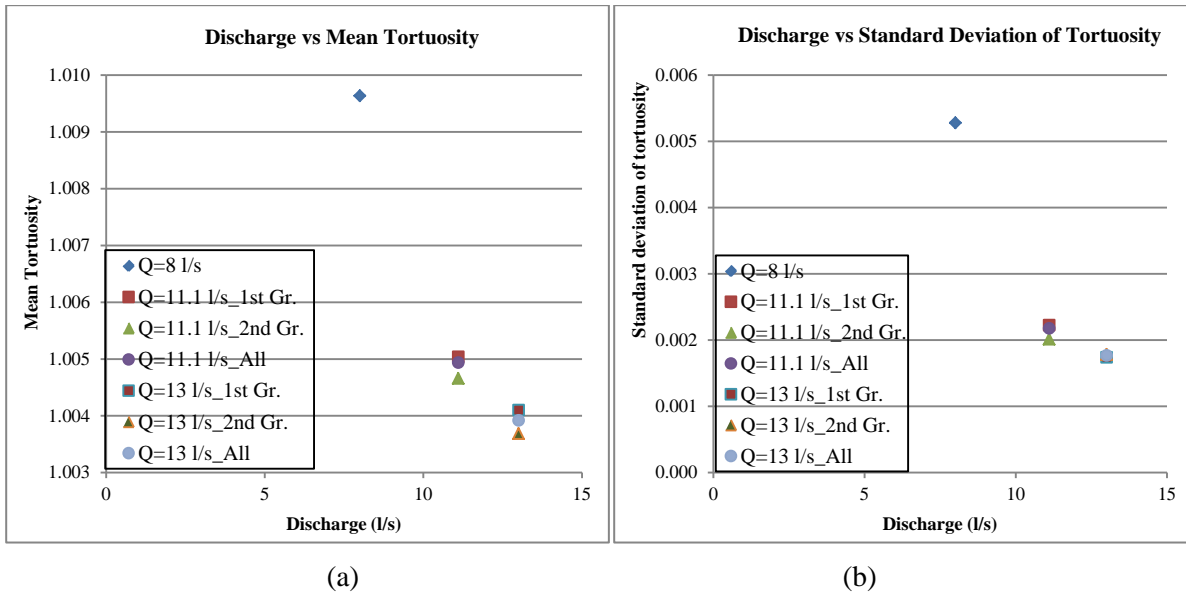 Discharge vs Mean Tortuosity
1.010
1.009
1.008
1.007
1.006
1.005
1.004
1.003
Mean Tortuosity
Q=8 l/s
Q=11.1 l/s_1st Gr.
Q=11.1 l/s_2nd Gr.
Q=11.1 l/s_All
Q=13 l/s_1st Gr.
Q=13 l/s_2nd Gr.
Q=13 l/s_All
0 5 10 15
Discharge (l/s)
(a)
Discharge vs Standard Deviation of Tortuosity
0.006
0.005
0.004
0.003
0.002
0.001
0.000
Standard deviation of tortuosity
Q=8 l/s
Q=11.1 l/s_1st Gr.
Q=11.1 l/s_2nd Gr.
Q=11.1 l/s_All
Q=13 l/s_1st Gr.
Q=13 l/s_2nd Gr.
Q=13 l/s_All
0 5 10 15
Discharge (l/s)
(b)